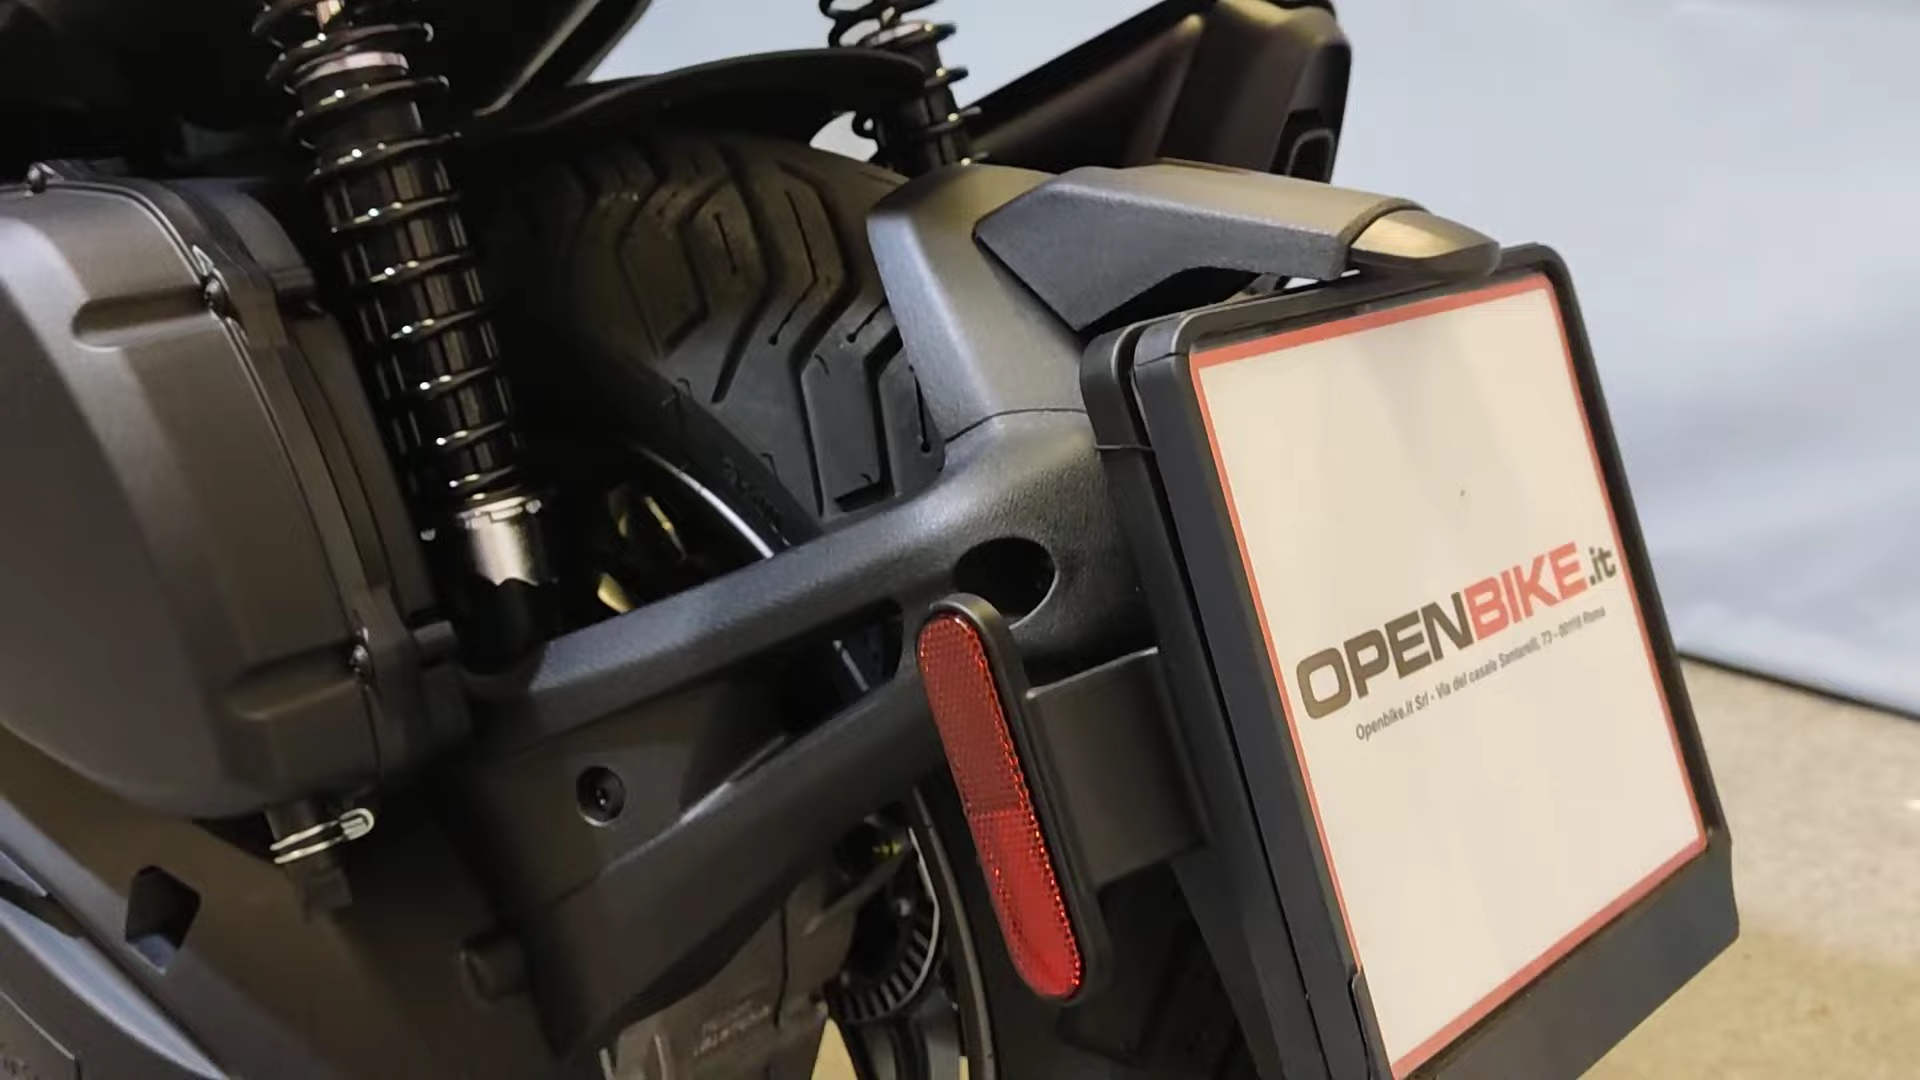 OPENBIKE.it
Openbike.it Srl - Via del casale Santarelli, 73 - 00118 Roma